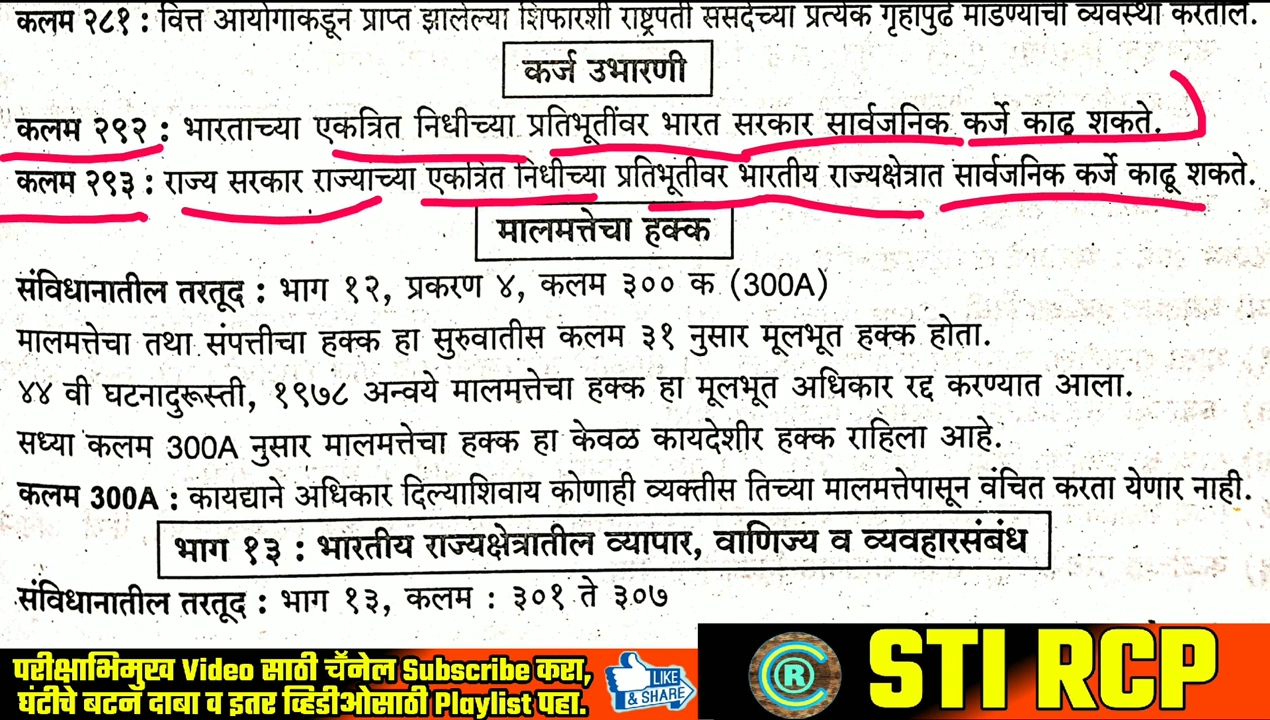 कलम २८१ : वित्त आयोगाकडून प्राप्त झालेल्या शिफारशी राष्ट्रपती संसदेच्या प्रत्येक गृहापुढे मांडण्याची व्यवस्था करतील.
कर्ज उभारणी
कलम २९२ : भारताच्या एकत्रित निधीच्या प्रतिभूतींवर भारत सरकार सार्वजनिक कर्जे काढू शकते.
कलम २९३ : राज्य सरकार राज्याच्या एकत्रित निधीच्या प्रतिभूतीवर भारतीय राज्यक्षेत्रात सार्वजनिक कर्जे काढू शकते.
मालमत्तेचा हक्क
संविधानातील तरतूद : भाग १२, प्रकरण ४, कलम ३०० क (300A)
मालमत्तेचा तथा संपत्तीचा हक्क हा सुरुवातीस कलम ३१ नुसार मूलभूत हक्क होता.
४४ वी घटनादुरूस्ती, १९७८ अन्वये मालमत्तेचा हक्क हा मूलभूत अधिकार रद्द करण्यात आला.
सध्या कलम 300A नुसार मालमत्तेचा हक्क हा केवळ कायदेशीर हक्क राहिला आहे.
कलम 300A : कायद्याने अधिकार दिल्याशिवाय कोणाही व्यक्तीस तिच्या मालमत्तेपासून वंचित करता येणार नाही.
भाग १३ : भारतीय राज्यक्षेत्रातील व्यापार, वाणिज्य व व्यवहारसंबंध
संविधानातील तरतूद : भाग १३, कलम : ३०१ ते ३०७
परीक्षाभिमुख Video साठी चॅनेल Subscribe करा,
घंटीचे बटन दाबा व इतर व्हिडीओसाठी Playlist पहा.
LIKE
& SHARE
R
STI RCP